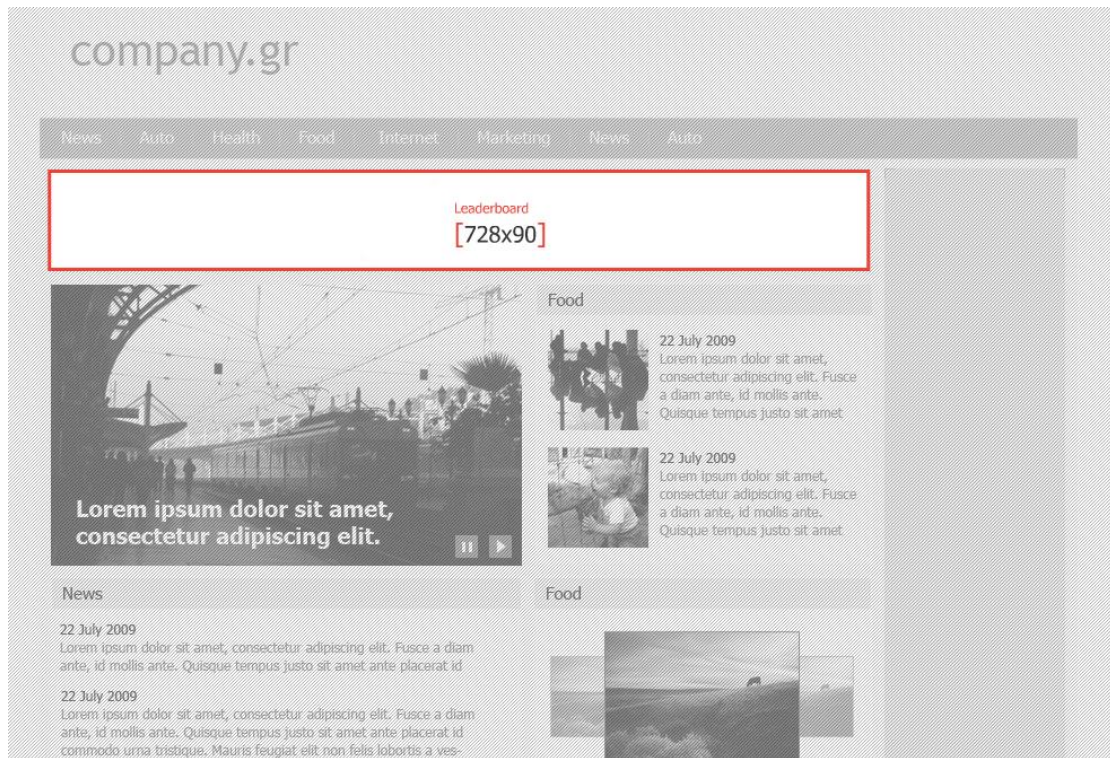 company.gr
News Auto Health Food Internet Marketing News Auto
Leaderboard
[728x90]
Lorem ipsum dolor sit amet,
consectetur adipiscing elit.
Food
22 July 2009
Lorem ipsum dolor sit amet,
consectetur adipiscing elit. Fusce
a diam ante, id mollis ante.
Quisque tempus justo sit amet
22 July 2009
Lorem ipsum dolor sit amet,
consectetur adipiscing elit. Fusce
a diam ante, id mollis ante.
Quisque tempus justo sit amet
News
22 July 2009
Lorem ipsum dolor sit amet, consectetur adipiscing elit. Fusce a diam
ante, id mollis ante. Quisque tempus justo sit amet ante placerat id
22 July 2009
Lorem ipsum dolor sit amet, consectetur adipiscing elit. Fusce a diam
ante, id mollis ante. Quisque tempus justo sit amet ante placerat id
commodo urna tristique. Mauris feugiat elit non felis lobortis a ves-
Food